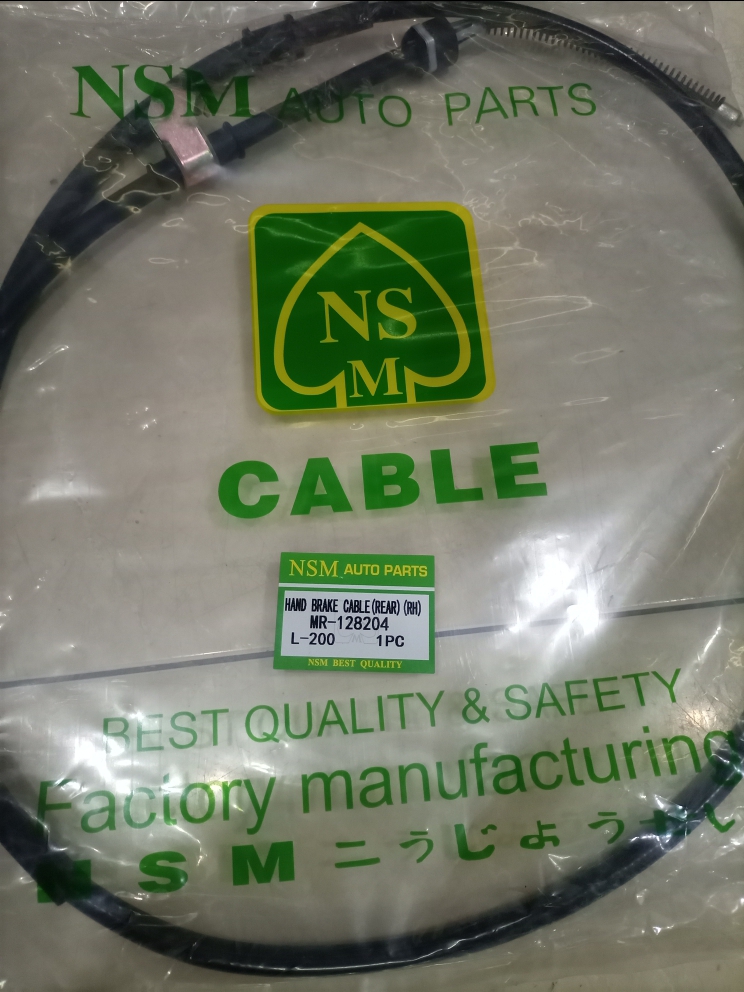 NSM AUTO PARTS
NS
M
CABLE
NSM AUTO PARTS
HAND BRAKE CABLE(REAR)(RH)
MR-128204
L-200 1PC
NSM BEST QUALITY
BEST QUALITY & SAFETY
Factory manufacturing
NSM ニうじょう